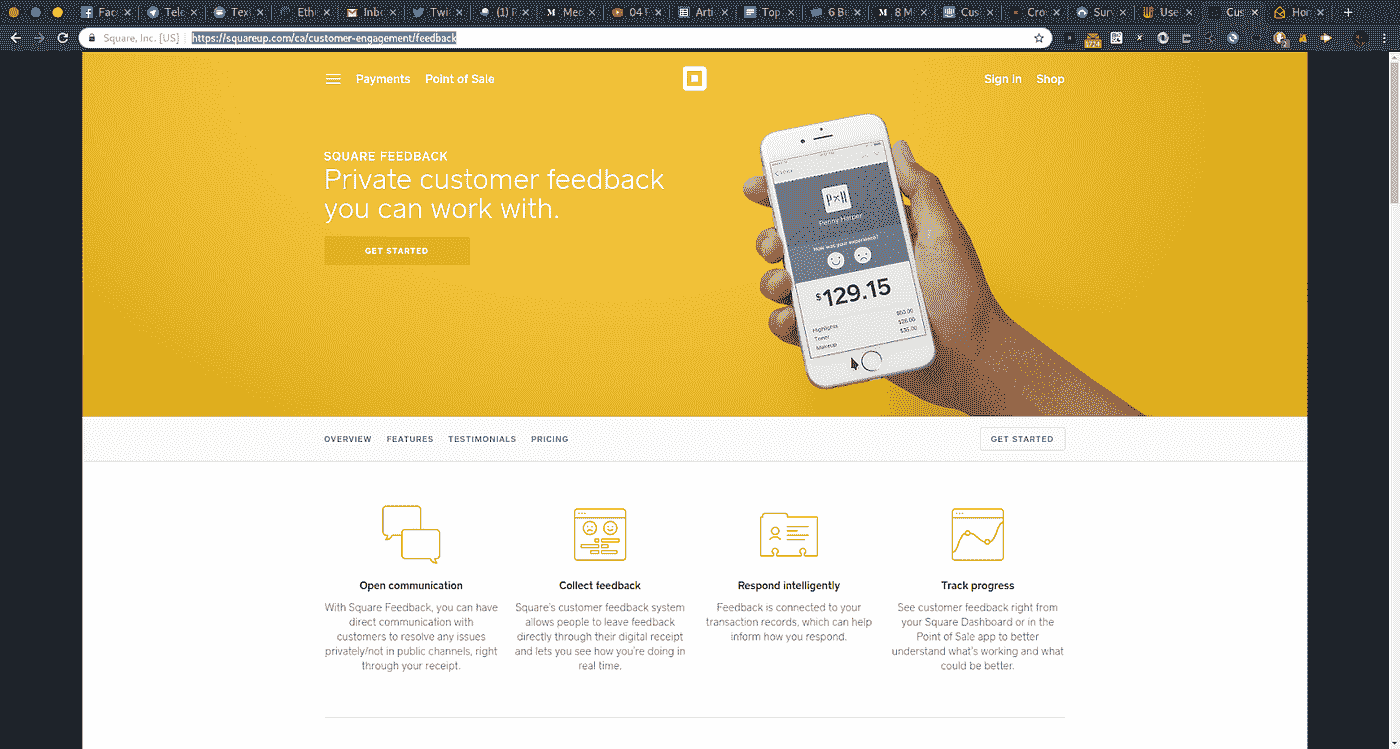 Fac
Tele
Tex
Eth
Inb
Twi
(1) F
Mec
04 F
Arti
Top
6 B
8 M
Cus
Cro
Sur
Use
Cus
Hor
Square, Inc. [US]
https://squareup.com/ca/customer-engagement/feedback
Payments
Point of Sale
Sign in
Shop
SQUARE FEEDBACK
Private customer feedback
you can work with.
GET STARTED
Penny Harper
How was your experience?
$129.15
Highlights
$26.00
Toner
$35.00
Makeup
OVERVIEW
FEATURES
TESTIMONIALS
PRICING
GET STARTED
Open communication
With Square Feedback, you can have
direct communication with
customers to resolve any issues
privately/not in public channels, right
through your receipt.
Collect feedback
Square's customer feedback system
allows people to leave feedback
directly through their digital receipt
and lets you see how you're doing in
real time.
Respond intelligently
Feedback is connected to your
transaction records, which can help
inform how you respond.
Track progress
See customer feedback right from
your Square Dashboard or in the
Point of Sale app to better
understand what's working and what
could be better.